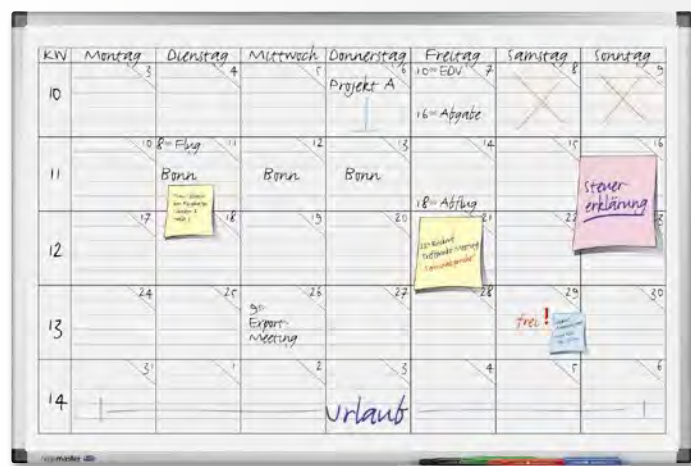 KW Montag Dienstag Mittwoch Donnerstag Freitag Samstag Sonntag
10 3 4 5 6 7 8 9
10⁰⁰ EDV
Projekt A
16⁰⁰ Abgabe
11 10 11 12 13 14 15 16
8⁰⁰ Flug
Bonn Bonn Bonn
18⁰⁰ Abflug
Steuer-
erklärung
12 17 18 19 20 21 22 23
13 24 25 26 27 28 29 30
9⁰⁰
Export-
Meeting
frei!
14 31 1 2 3 4 5 6
Urlaub